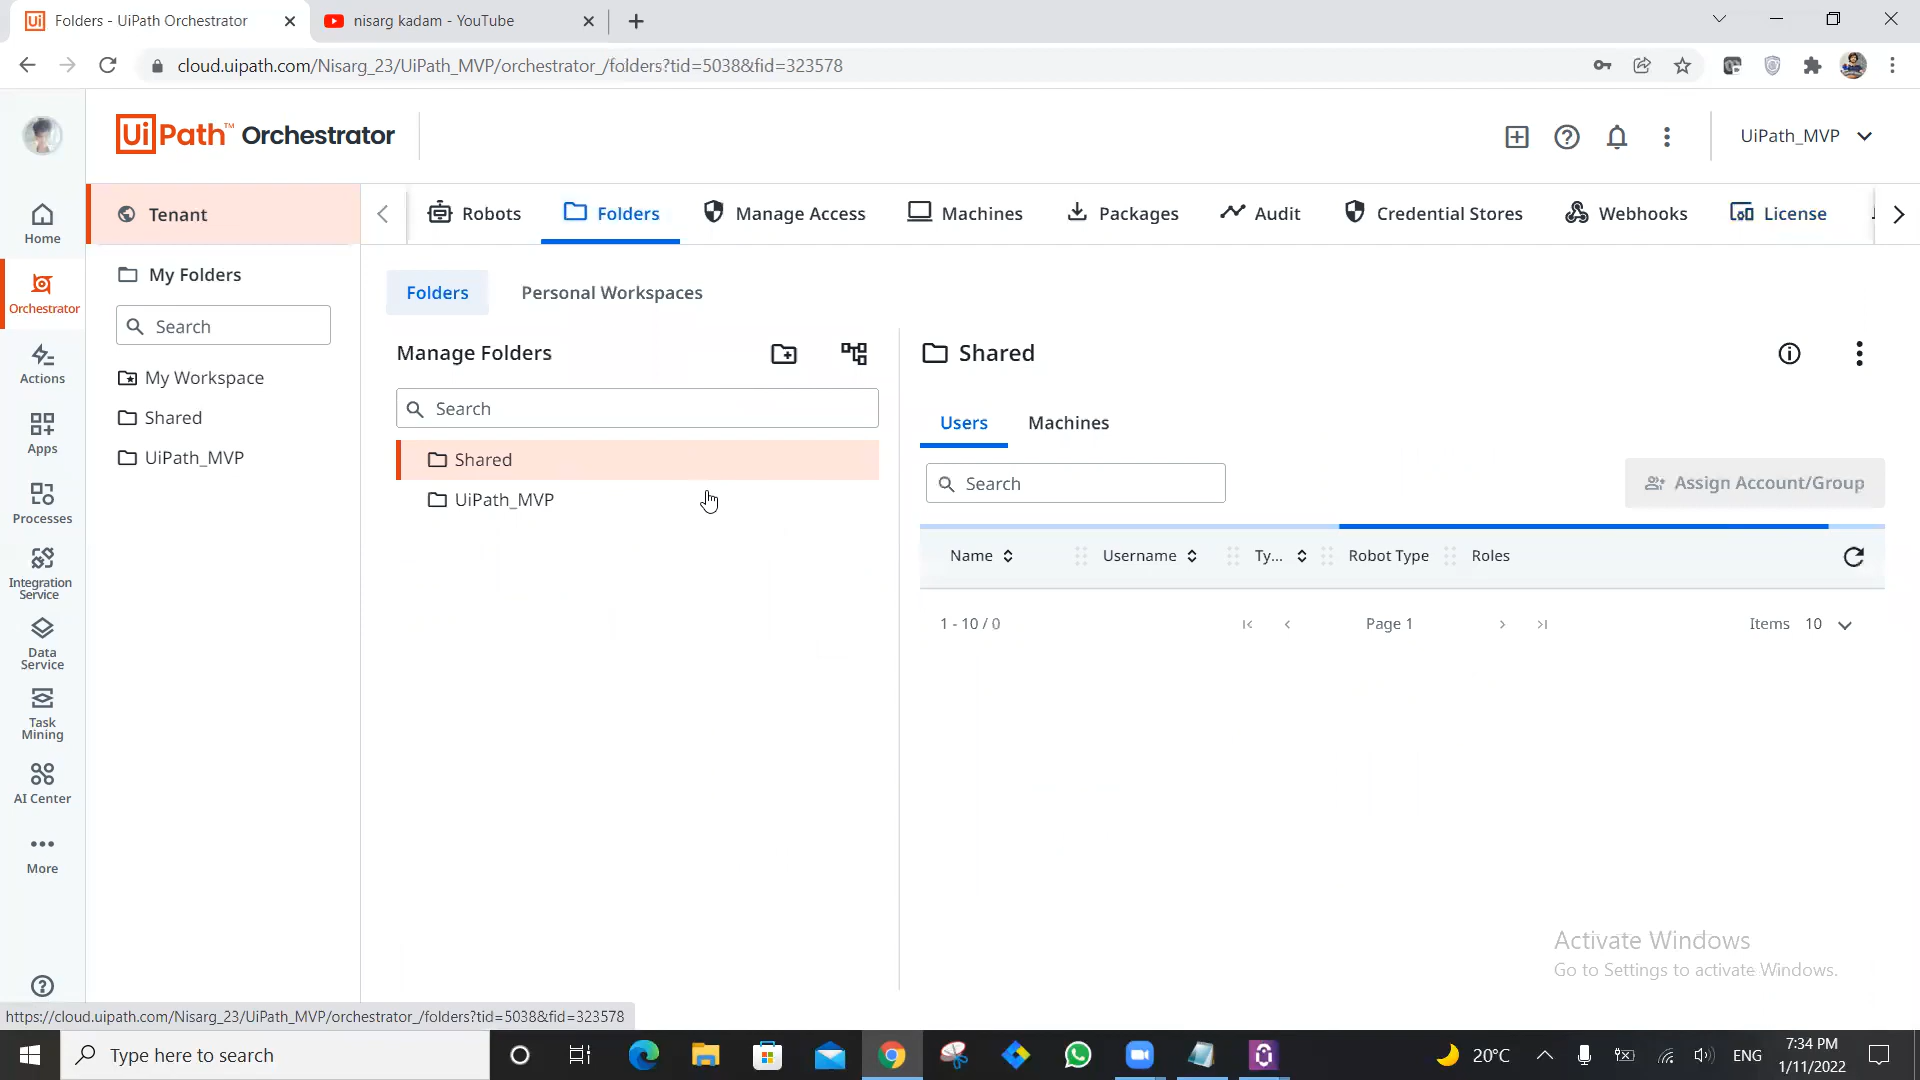 Folders - UiPath Orchestrator
nisarg kadam - YouTube
cloud.uipath.com/Nisarg_23/UiPath_MVP/orchestrator_/folders?tid=5038&fid=323578
UiPath™ Orchestrator
UiPath_MVP
Home
Orchestrator
Actions
Apps
Processes
Integration
Service
Data
Service
Task
Mining
AI Center
More
Tenant
My Folders
Search
My Workspace
Shared
UiPath_MVP
Robots
Folders
Manage Access
Machines
Packages
Audit
Credential Stores
Webhooks
License
Folders
Personal Workspaces
Manage Folders
Search
Shared
UiPath_MVP
Shared
Users
Machines
Search
Assign Account/Group
Name
Username
Ty...
Robot Type
Roles
1 - 10 / 0
Page 1
Items 10
Activate Windows
Go to Settings to activate Windows.
https://cloud.uipath.com/Nisarg_23/UiPath_MVP/orchestrator_/folders?tid=5038&fid=323578
Type here to search
20°C
ENG
7:34 PM
1/11/2022